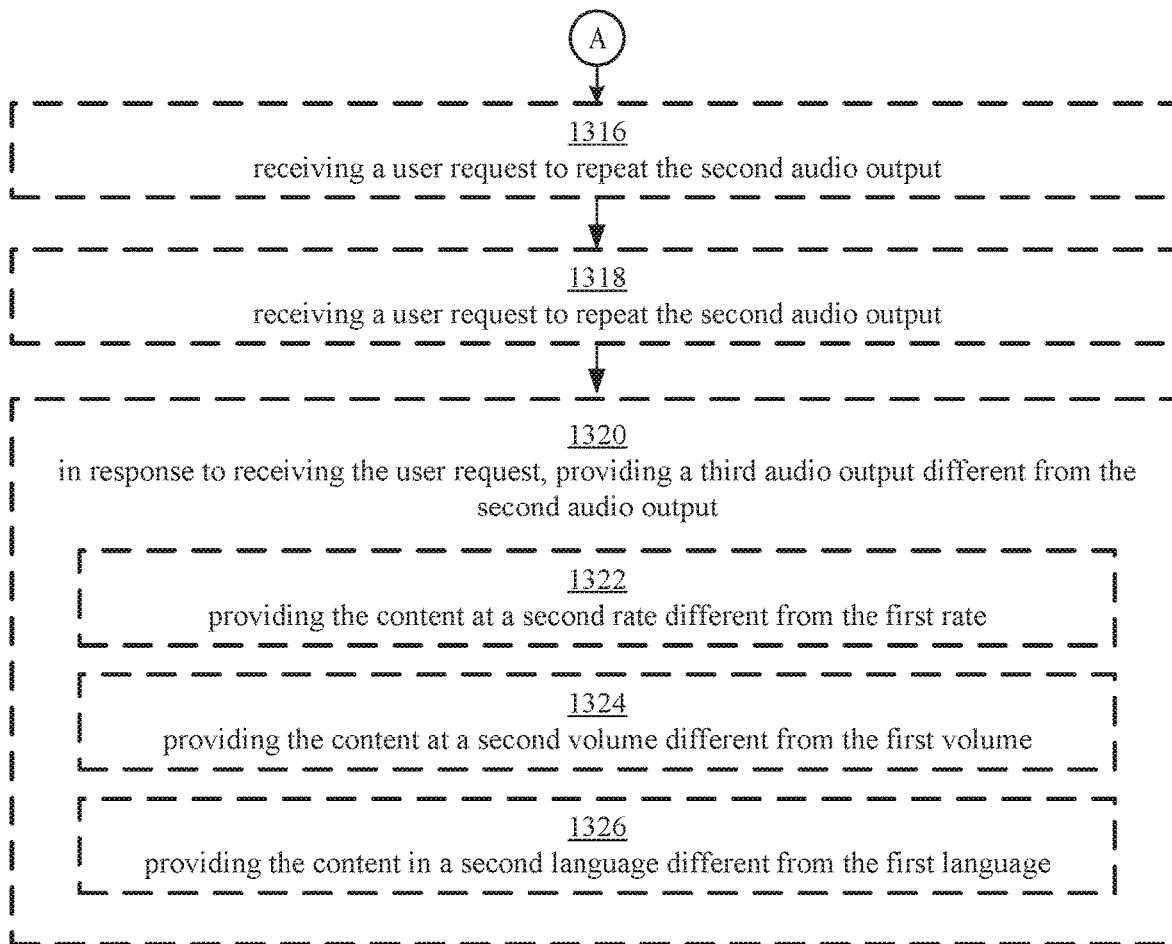 A
1316
receiving a user request to repeat the second audio output
1318
receiving a user request to repeat the second audio output
1320
in response to receiving the user request, providing a third audio output different from the
second audio output
1322
providing the content at a second rate different from the first rate
1324
providing the content at a second volume different from the first volume
1326
providing the content in a second language different from the first language